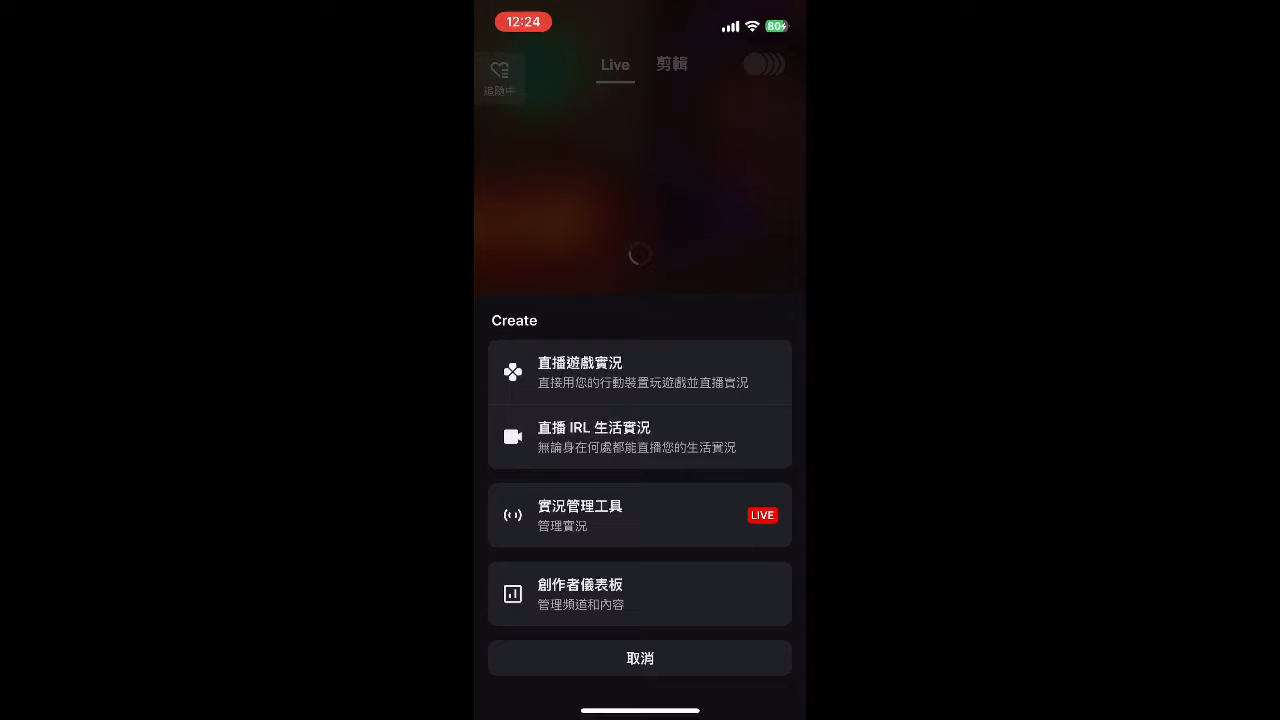 12:24
80
Live
剪輯
追隨中
Create
直播遊戲實況
直接用您的行動裝置玩遊戲並直播實況
直播 IRL 生活實況
無論身在何處都能直播您的生活實況
實況管理工具
LIVE
管理實況
創作者儀表板
管理頻道和內容
取消